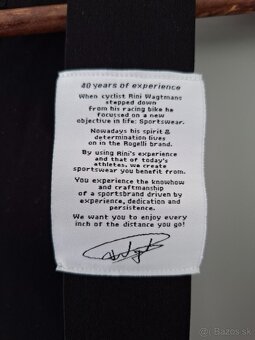 40 years of experience
When cyclist Rini Wagtmans
stepped down
from his racing bike he
focussed on a new
objective in life: Sportswear.
Nowadays his spirit &
determination lives
on in the Rogelli brand.
By using Rini's experience
and that of today's
athletes, we create
sportswear you benefit from.
You experience the knowhow
and craftmanship
of a sportsbrand driven by
experience, dedication and
persistence.
We want you to enjoy every
inch of the distance you go!
bazos.sk